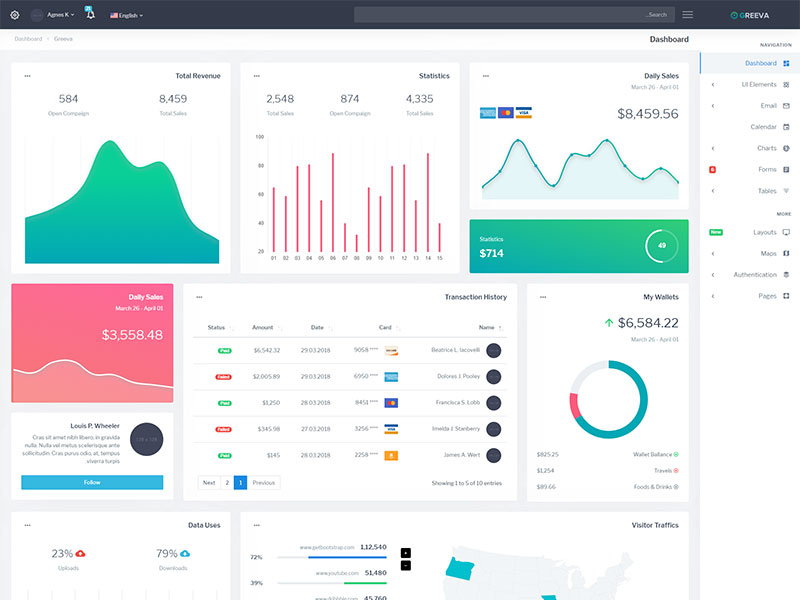 Agnes K
21
English
Search...
GREEVA
Dashboard
Greeva
Dashboard
NAVIGATION
Dashboard
UI Elements
Email
Calendar
Charts
Forms
6
Tables
MORE
Layouts
New
Maps
Authentication
Pages
Total Revenue
584
8,459
Open Campaign
Total Sales
Statistics
2,548
874
4,335
Total Sales
Open Campaign
Total Sales
100
80
60
40
20
01 02 03 04 05 06 07 08 09 10 11 12 13 14 15
Daily Sales
March 26 - April 01
VISA
$8,459.56
Statistics
$714
49
Daily Sales
March 26 - April 01
$3,558.48
Louis P. Wheeler
Cras sit amet nibh libero, in gravida
nulla. Nulla vel metus scelerisque ante
sollicitudin. Cras purus odio, at, tempus
viverra turpis
Follow
Transaction History
Status Amount Date Card Name
Paid $6,542.32 29.03.2018 9058 **** Beatrice L. Iacovelli
Failed $2,005.89 29.03.2018 6950 **** Dolores J. Pooley
Paid $1,250 28.03.2018 8451 **** Francisca S. Lobb
Failed $345.98 27.03.2018 3256 **** VISA Imelda J. Stanberry
Paid $145 28.03.2018 2258 **** James A. Wert
Next 2 1 Previous
Showing 1 to 5 of 10 entries
My Wallets
$6,584.22
March 26 - April 01
$825.25 Wallet Ballance
$1,254 Travels
$89.66 Foods & Drinks
Data Uses
23%
79%
Uploads
Downloads
Visitor Traffics
www.getbootstrap.com 1,12,540
72%
www.youtube.com 51,480
39%
www.dribbble.com 45,760
+
-